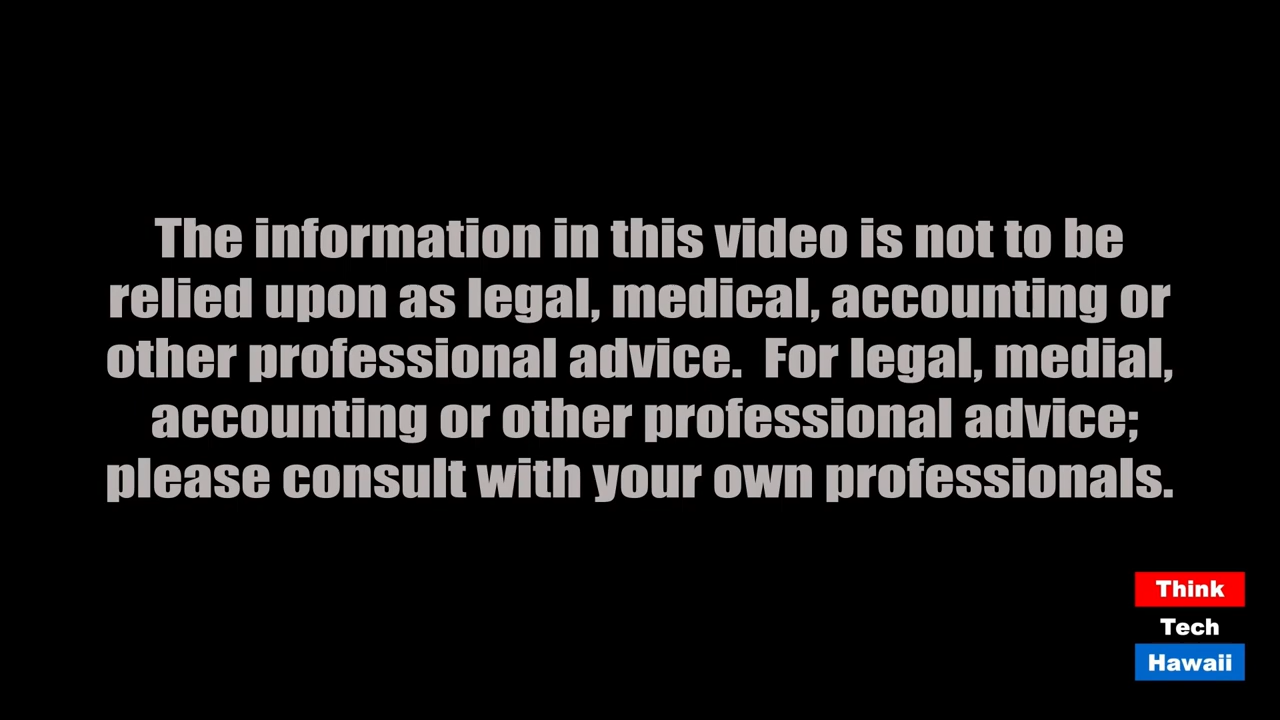 The information in this video is not to be
relied upon as legal, medical, accounting or
other professional advice.  For legal, medial,
accounting or other professional advice;
please consult with your own professionals.
Think
Tech
Hawaii